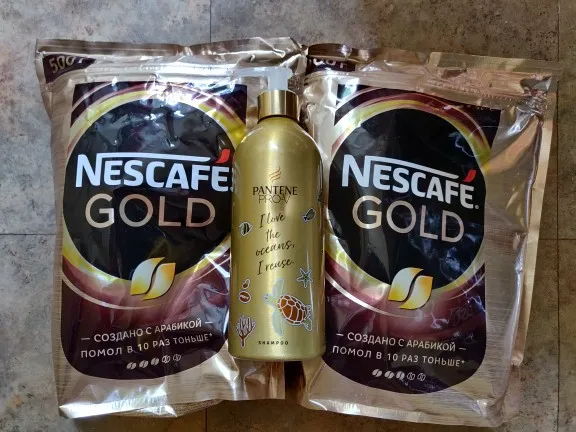 500г
NESCAFÉ
GOLD
СОЗДАНО С АРАБИКОЙ
ПОМОЛ В 10 РАЗ ТОНЬШЕ*
PANTENE
PRO-V
I love
the
oceans,
I reuse.
SHAMPOO
NESCAFÉ®
GOLD
СОЗДАНО С АРАБИКОЙ
ПОМОЛ В 10 РАЗ ТОНЬШЕ*